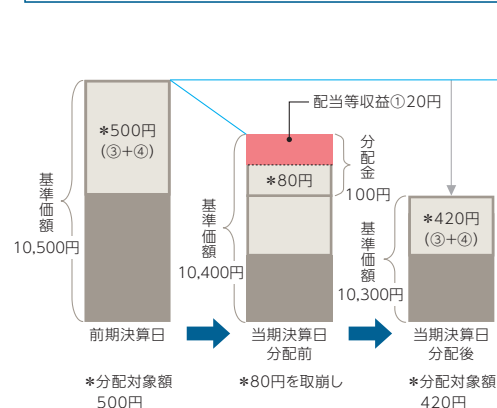 配当等収益①20円
＊500円
(③+④)
分配金
＊80円
100円
基準価額
10,500円
基準価額
10,400円
＊420円
(③+④)
基準価額
10,300円
前期決算日
当期決算日
分配前
当期決算日
分配後
＊分配対象額
500円
＊80円を取崩し
＊分配対象額
420円